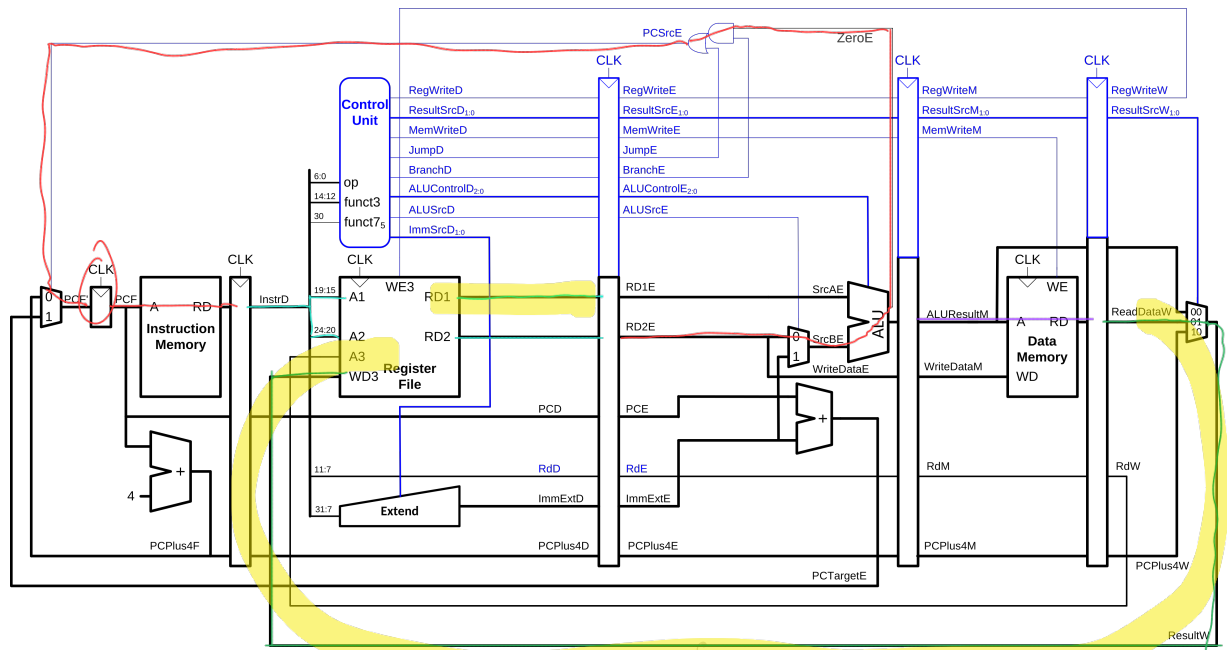 PCSrcE
ZeroE
CLK
CLK
CLK
Control
Unit
RegWriteD
RegWriteE
RegWriteM
RegWriteW
ResultSrcD1:0
ResultSrcE1:0
ResultSrcM1:0
ResultSrcW1:0
MemWriteD
MemWriteE
MemWriteM
JumpD
JumpE
BranchD
BranchE
6:0
op
ALUControlD2:0
ALUControlE2:0
14:12
funct3
ALUSrcD
ALUSrcE
30
funct75
ImmSrcD1:0
CLK
CLK
CLK
CLK
WE3
WE
0
1
PCF'
PCF
A
RD
Instruction
Memory
InstrD
19:15
A1
RD1
RD1E
SrcAE
24:20
A2
RD2
RD2E
0
1
SrcBE
ALU
ALUResultM
A
RD
ReadDataW
00
01
10
A3
WD3
Register
File
Data
Memory
WriteDataE
WriteDataM
WD
PCD
PCE
+
+
4
11:7
RdD
RdE
RdM
RdW
31:7
Extend
ImmExtD
ImmExtE
PCPlus4F
PCPlus4D
PCPlus4E
PCPlus4M
PCPlus4W
PCTargetE
ResultW